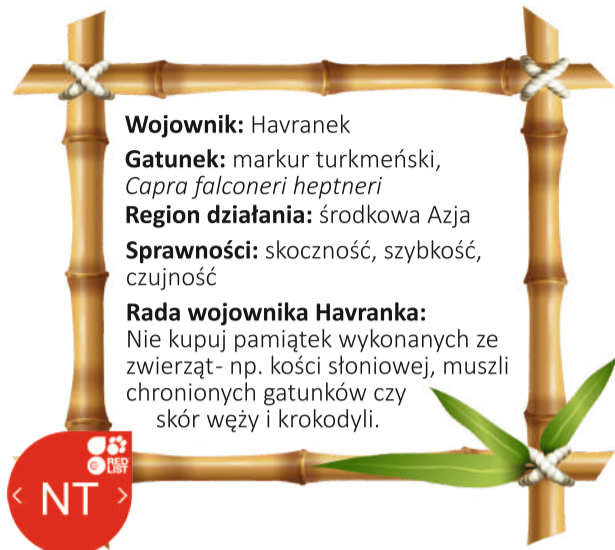 Wojownik: Havranek
Gatunek: markur turkmeński,
Capra falconeri heptneri
Region działania: środkowa Azja
Sprawności: skoczność, szybkość,
czujność
Rada wojownika Havranka:
Nie kupuj pamiątek wykonanych ze
zwierząt- np. kości słoniowej, muszli
chronionych gatunków czy
skór węży i krokodyli.
RED
LIST
< NT >